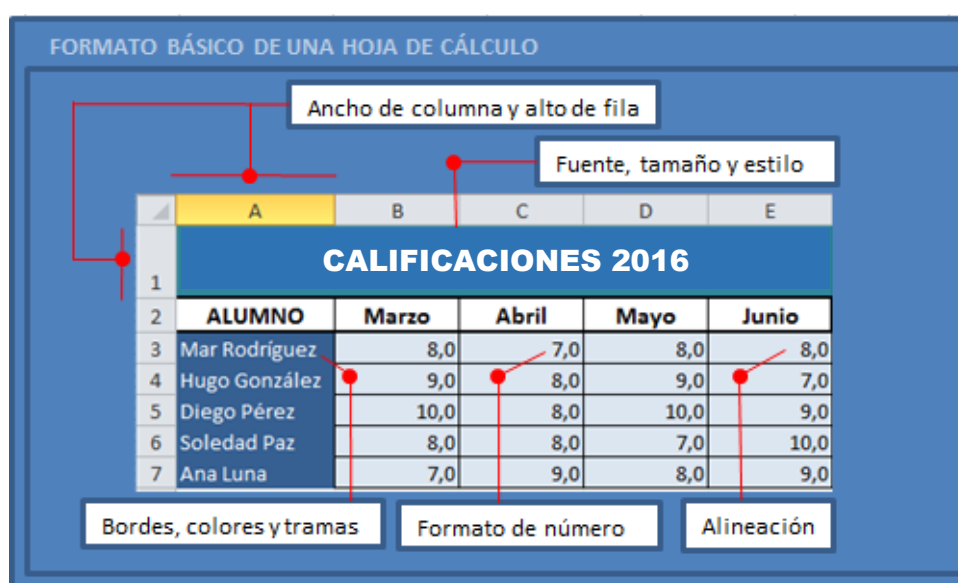 FORMATO BÁSICO DE UNA HOJA DE CÁLCULO
Ancho de columna y alto de fila
Fuente, tamaño y estilo
A B C D E
1 CALIFICACIONES 2016
2 ALUMNO Marzo Abril Mayo Junio
3 Mar Rodríguez 8,0 7,0 8,0 8,0
4 Hugo González 9,0 8,0 9,0 7,0
5 Diego Pérez 10,0 8,0 10,0 9,0
6 Soledad Paz 8,0 8,0 7,0 10,0
7 Ana Luna 7,0 9,0 8,0 9,0
Bordes, colores y tramas Formato de número Alineación